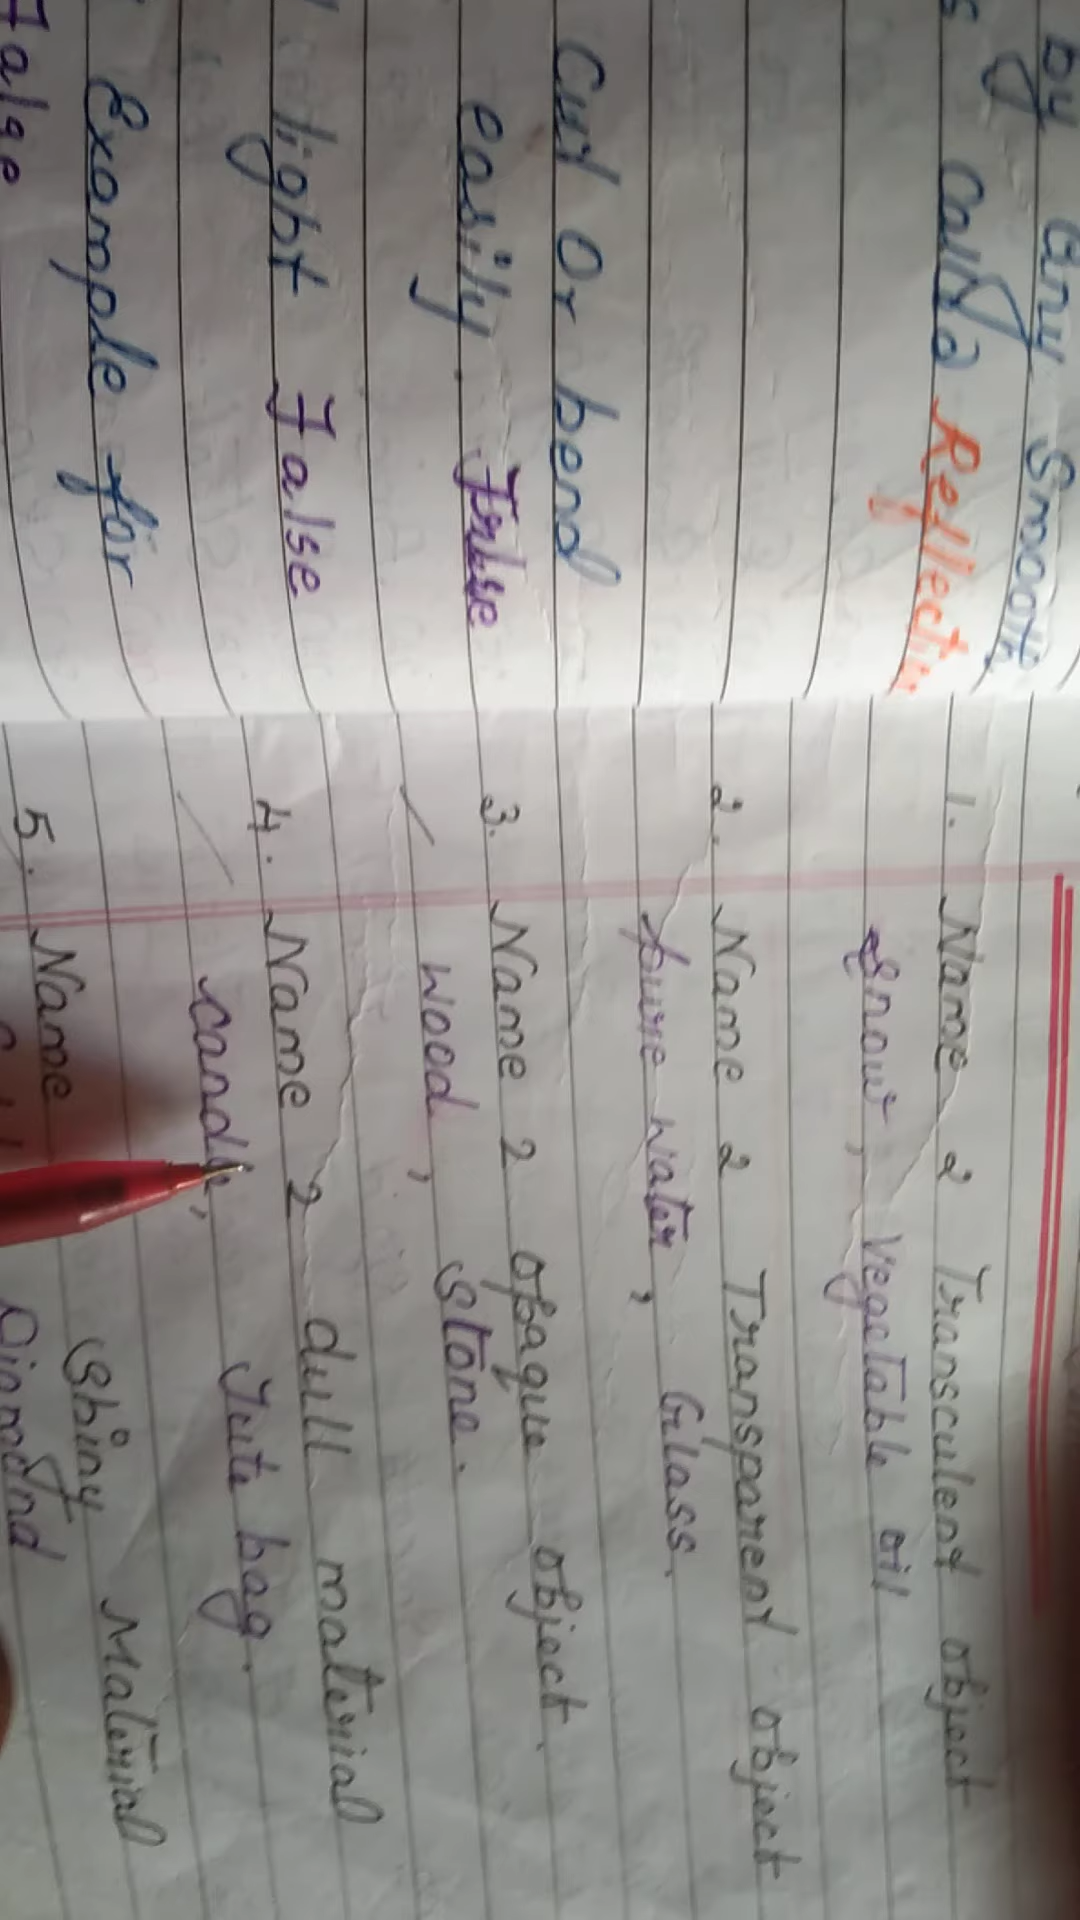 by any smooth
s called Reflection
Cut or bend
easily. False
light False
Example for
False
1. Name 2 Transculent object
Snow, Vegetable oil
2. Name 2 Transparent object
pure water, Glass.
3. Name 2 opaque object.
wood, Stone.
4. Name 2 dull material
candle, Jute bag.
5. Name Shiny Material